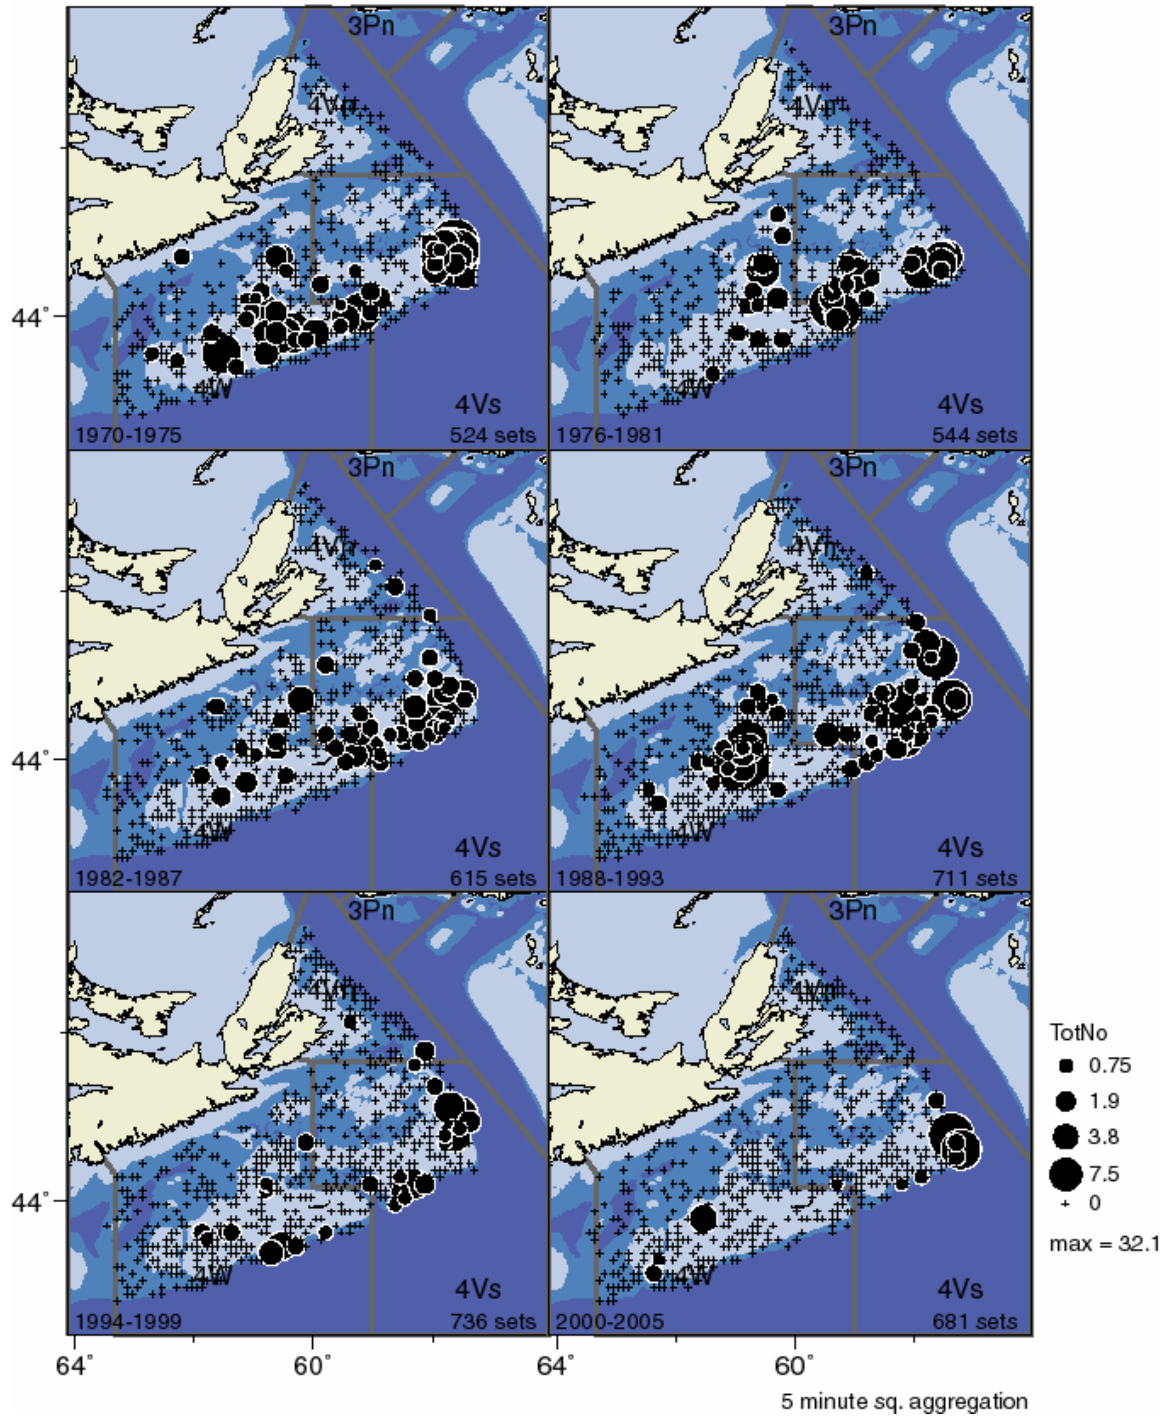 3Pn
3Pn
4Vn
4Vn
44°
4W
4W
4Vs
4Vs
1970-1975
524 sets
1976-1981
544 sets
3Pn
3Pn
4Vn
4Vn
44°
4W
4W
4Vs
4Vs
1982-1987
615 sets
1988-1993
711 sets
3Pn
3Pn
4Vn
4Vn
44°
4W
4W
4Vs
4Vs
1994-1999
736 sets
2000-2005
681 sets
TotNo
0.75
1.9
3.8
7.5
0
max = 32.1
64°
60°
64°
60°
5 minute sq. aggregation